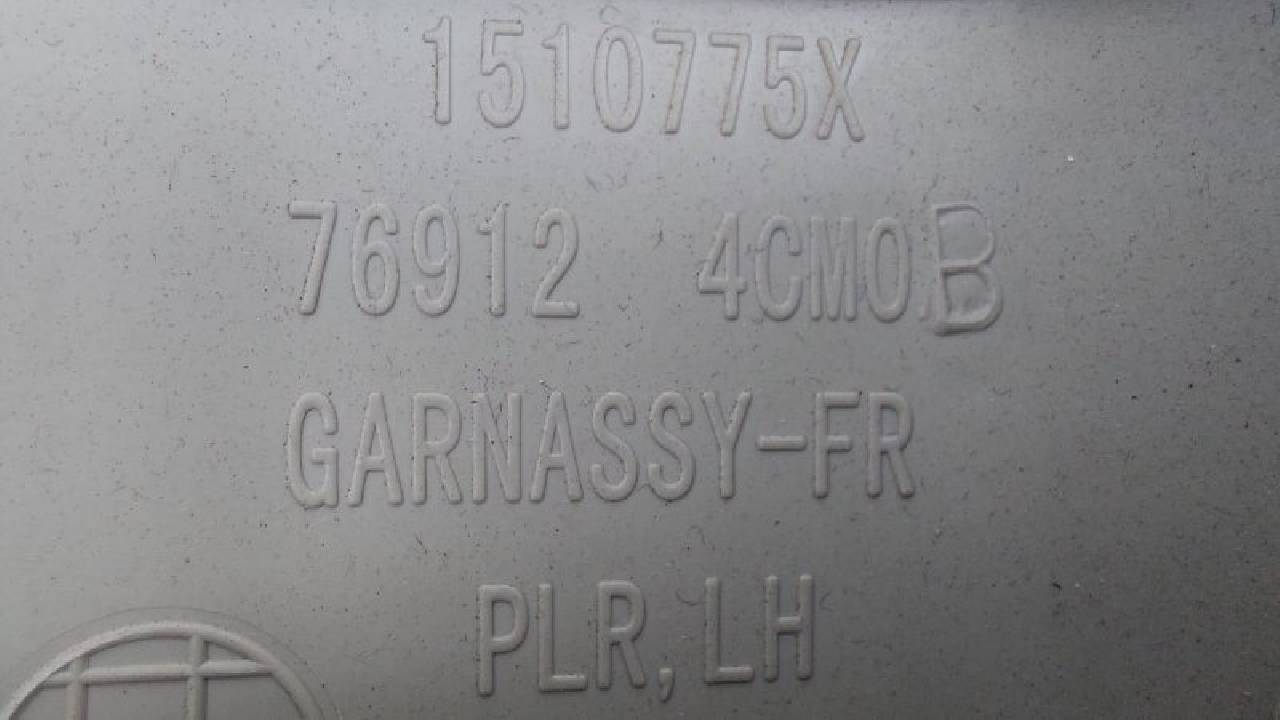 1510775X
76912 4CM0B
GARNASSY-FR
PLR,LH